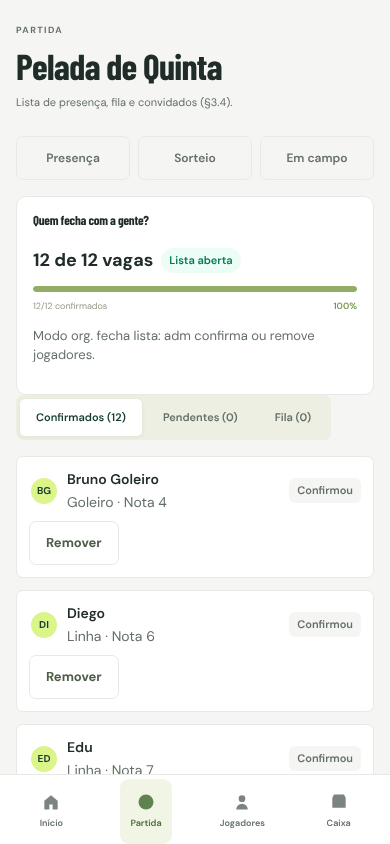 PARTIDA
Pelada de Quinta
Lista de presença, fila e convidados (§3.4).
Presença
Sorteio
Em campo
Quem fecha com a gente?
12 de 12 vagas
Lista aberta
12/12 confirmados
100%
Modo org. fecha lista: adm confirma ou remove
jogadores.
Confirmados (12)
Pendentes (0)
Fila (0)
BG
Bruno Goleiro
Goleiro · Nota 4
Confirmou
Remover
DI
Diego
Linha · Nota 6
Confirmou
Remover
ED
Edu
Linha · Nota 7
Confirmou
Início
Partida
Jogadores
Caixa